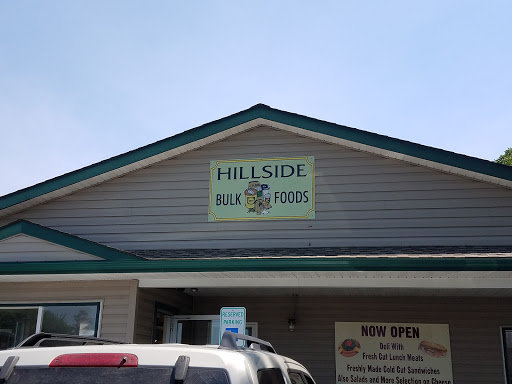 HILLSIDE
BULK FOODS
RESERVED
PARKING
NOW OPEN
Deli With
Fresh Cut Lunch Meats
Freshly Made Cold Cut Sandwiches
Also Salads and More Selection on Cheese